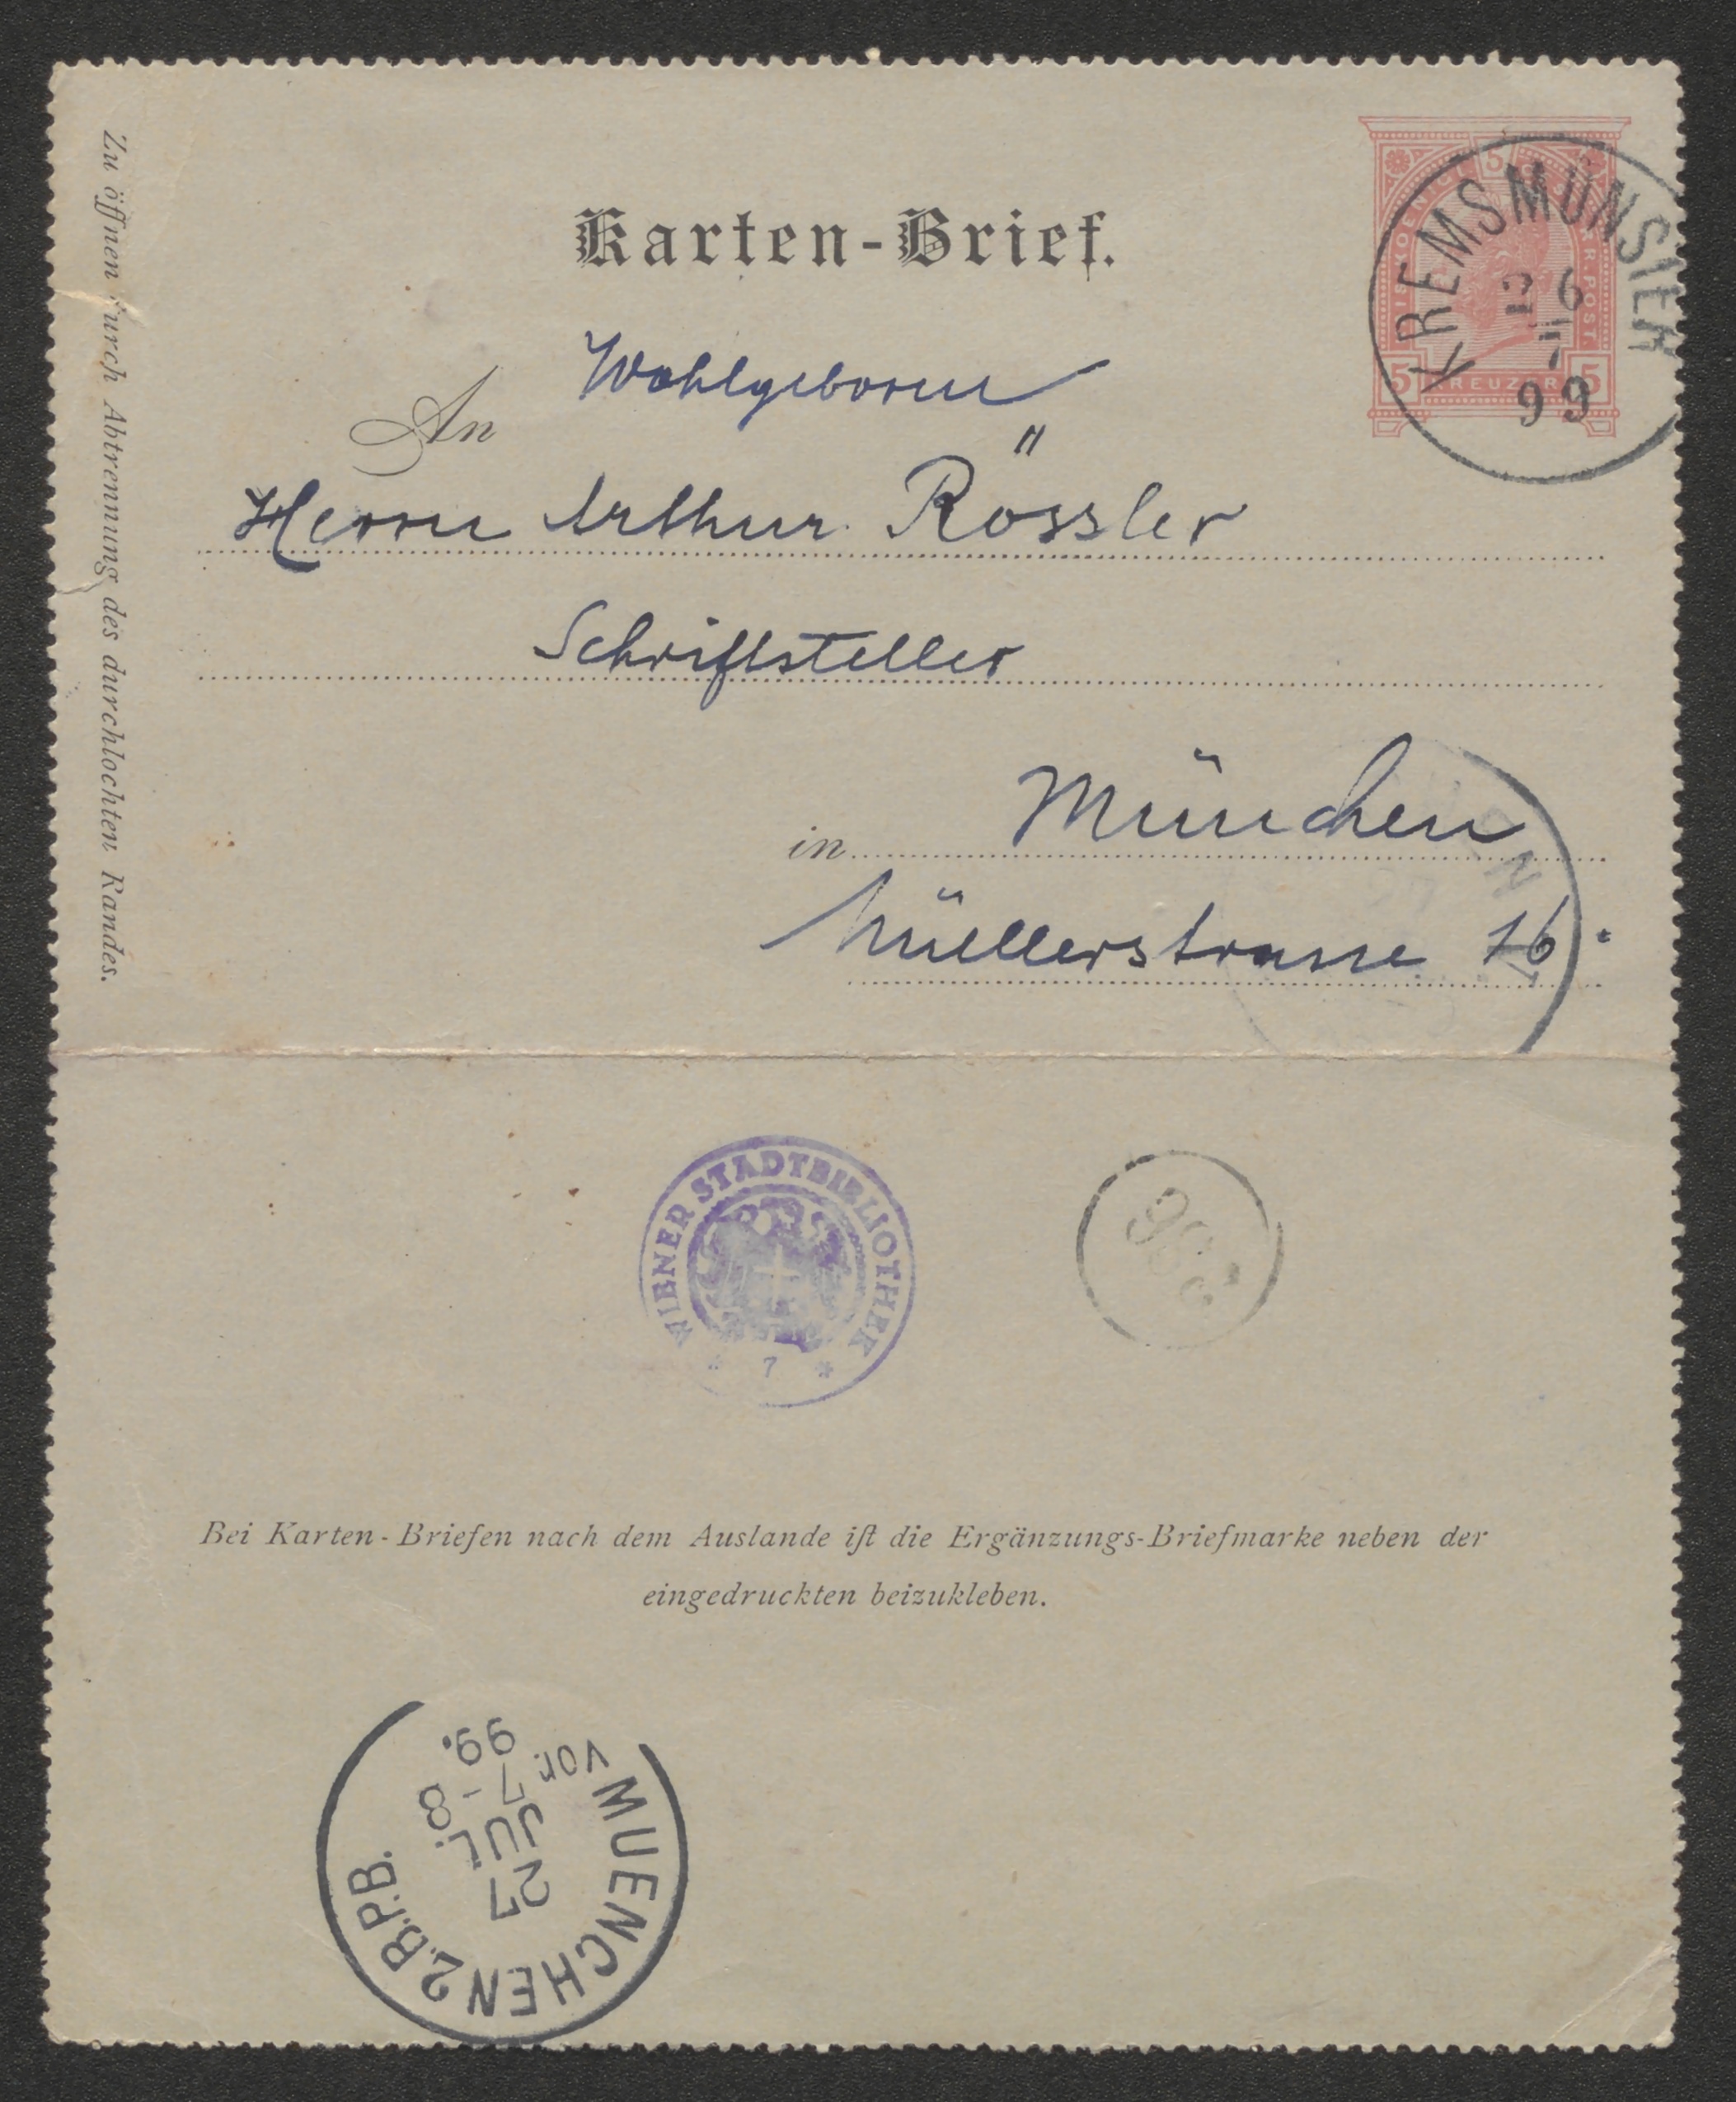 Karten-Brief.
KREMSMÜNSTER
26
7
99
5
5 KREUZER 5
Zu öffnen durch Abtrennung des durchlochten Randes.
An Wohlgeboren
Herrn Arthur Rössler
Schriftsteller
in München
Müllerstrasse 16
WIENER STADTBIBLIOTHEK
* 7 *
Bei Karten-Briefen nach dem Auslande ist die Ergänzungs-Briefmarke neben der
eingedruckten beizukleben.
MUENCHEN 2.B.P.B.
27
JUL.
7-8
Vor.
99.